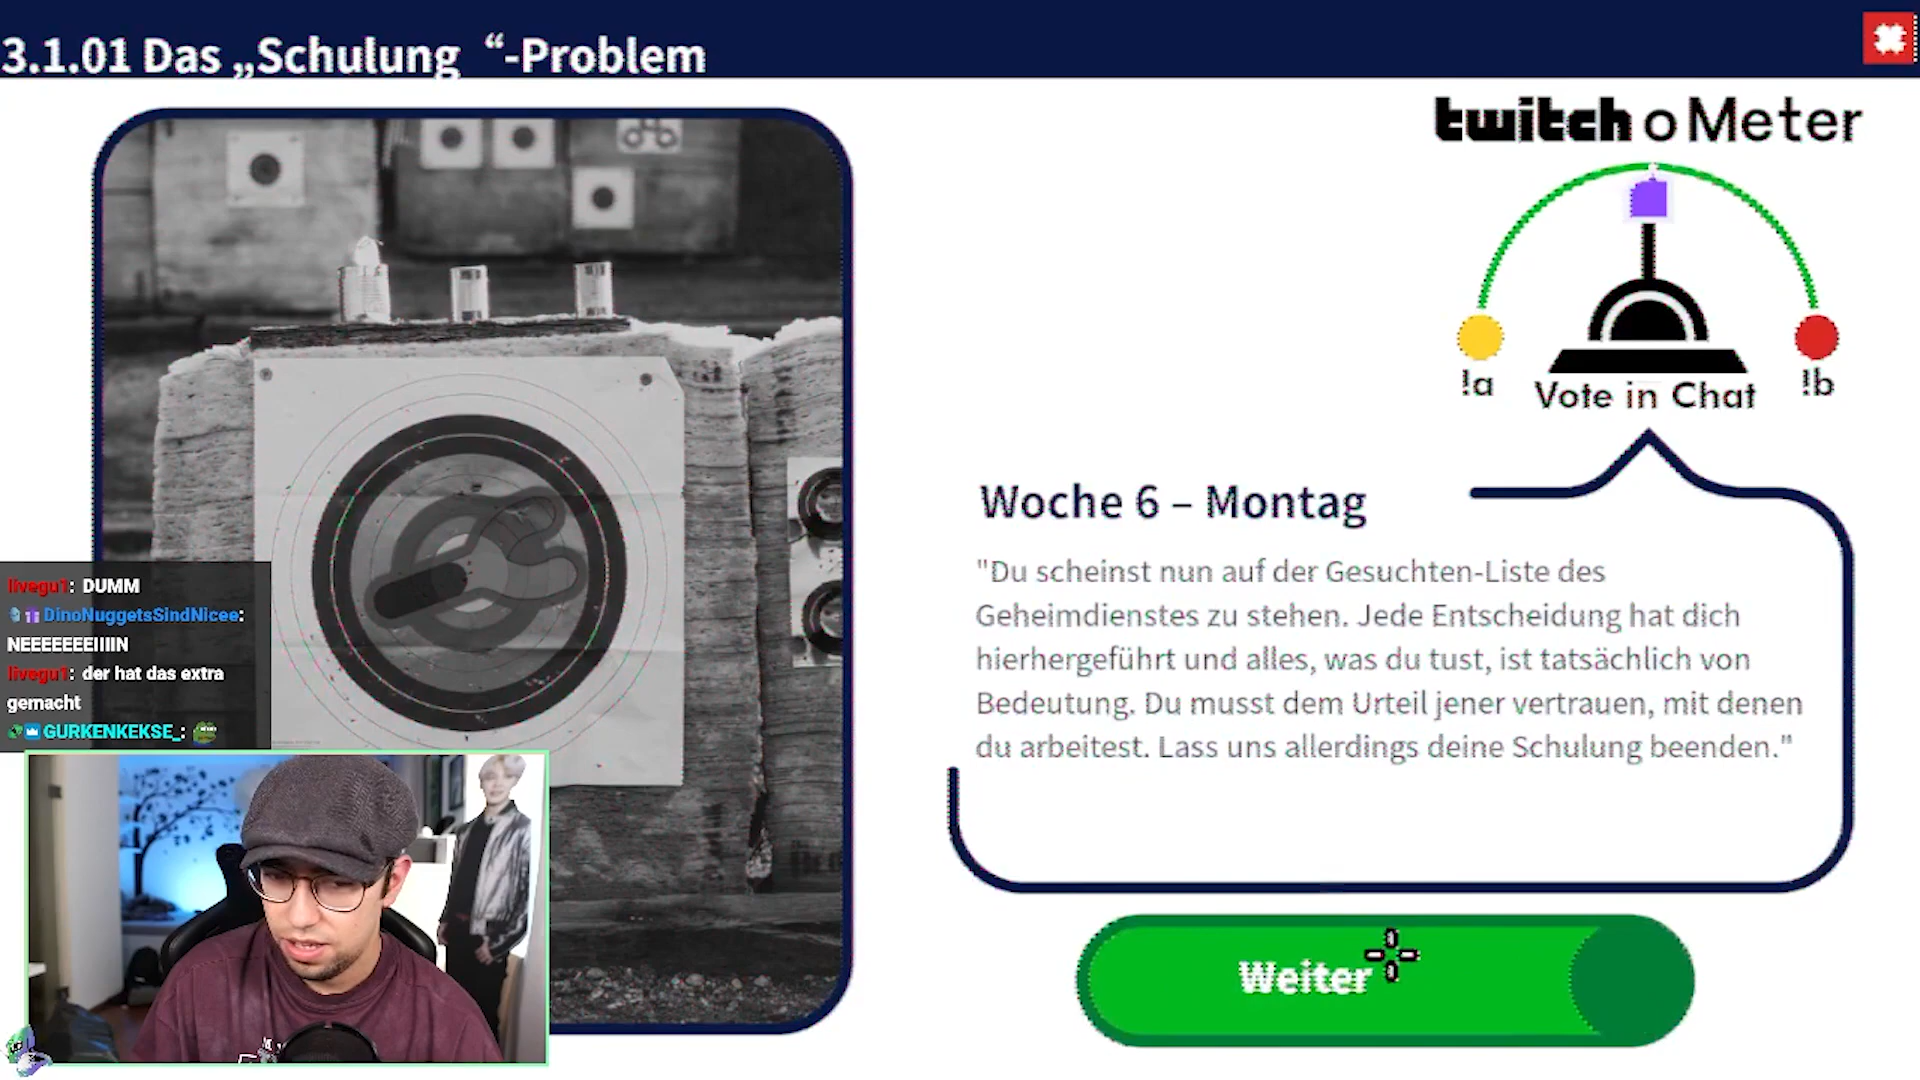 3.1.01 Das „Schulung “-Problem
twitch o Meter
!a
Vote in Chat
!b
Woche 6 – Montag
"Du scheinst nun auf der Gesuchten-Liste des
Geheimdienstes zu stehen. Jede Entscheidung hat dich
hierhergeführt und alles, was du tust, ist tatsächlich von
Bedeutung. Du musst dem Urteil jener vertrauen, mit denen
du arbeitest. Lass uns allerdings deine Schulung beenden."
Weiter
livegu1: DUMM
DinoNuggetsSindNicee:
NEEEEEEEIIIIN
livegu1: der hat das extra
gemacht
GURKENKEKSE_: